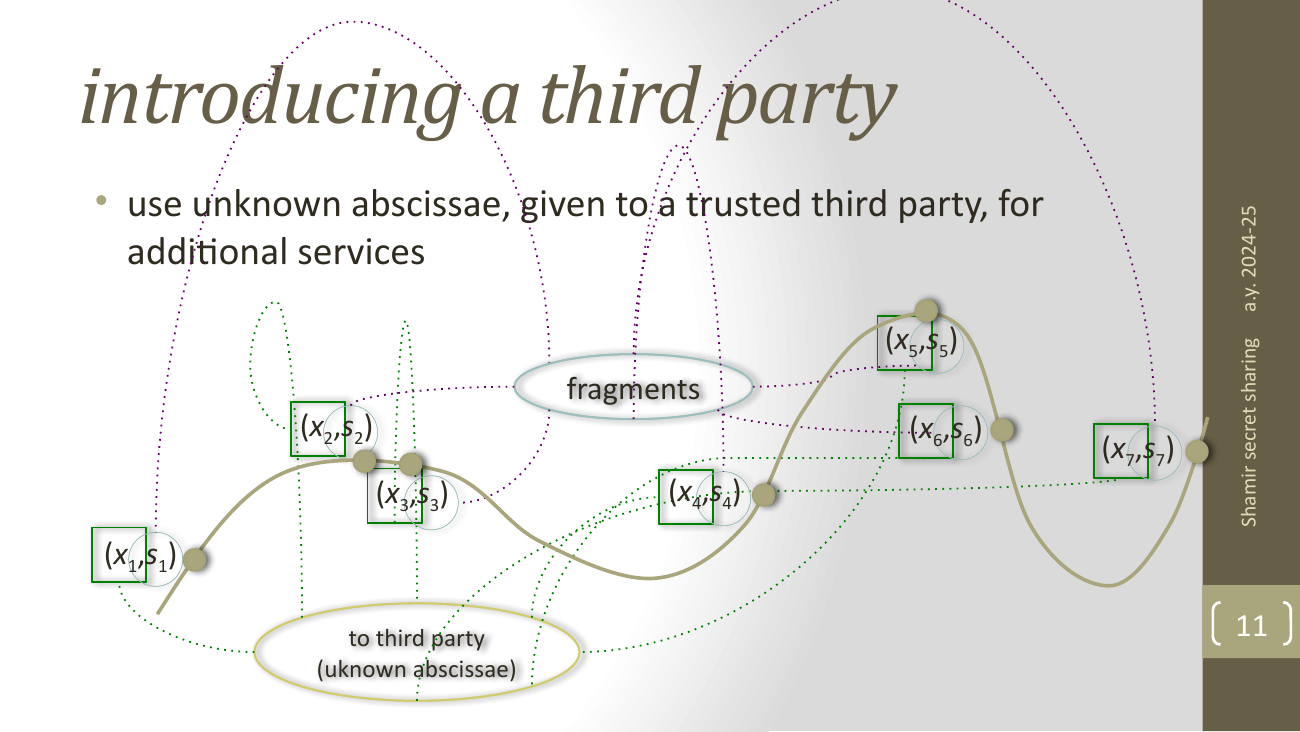 introducing a third party
• use unknown abscissae, given to a trusted third party, for
additional services
(x5,s5)
fragments
(x2,s2)
(x6,s6)
(x7,s7)
(x3,s3)
(x4,s4)
(x1,s1)
to third party
(uknown abscissae)
Shamir secret sharing a.y. 2024-25
11